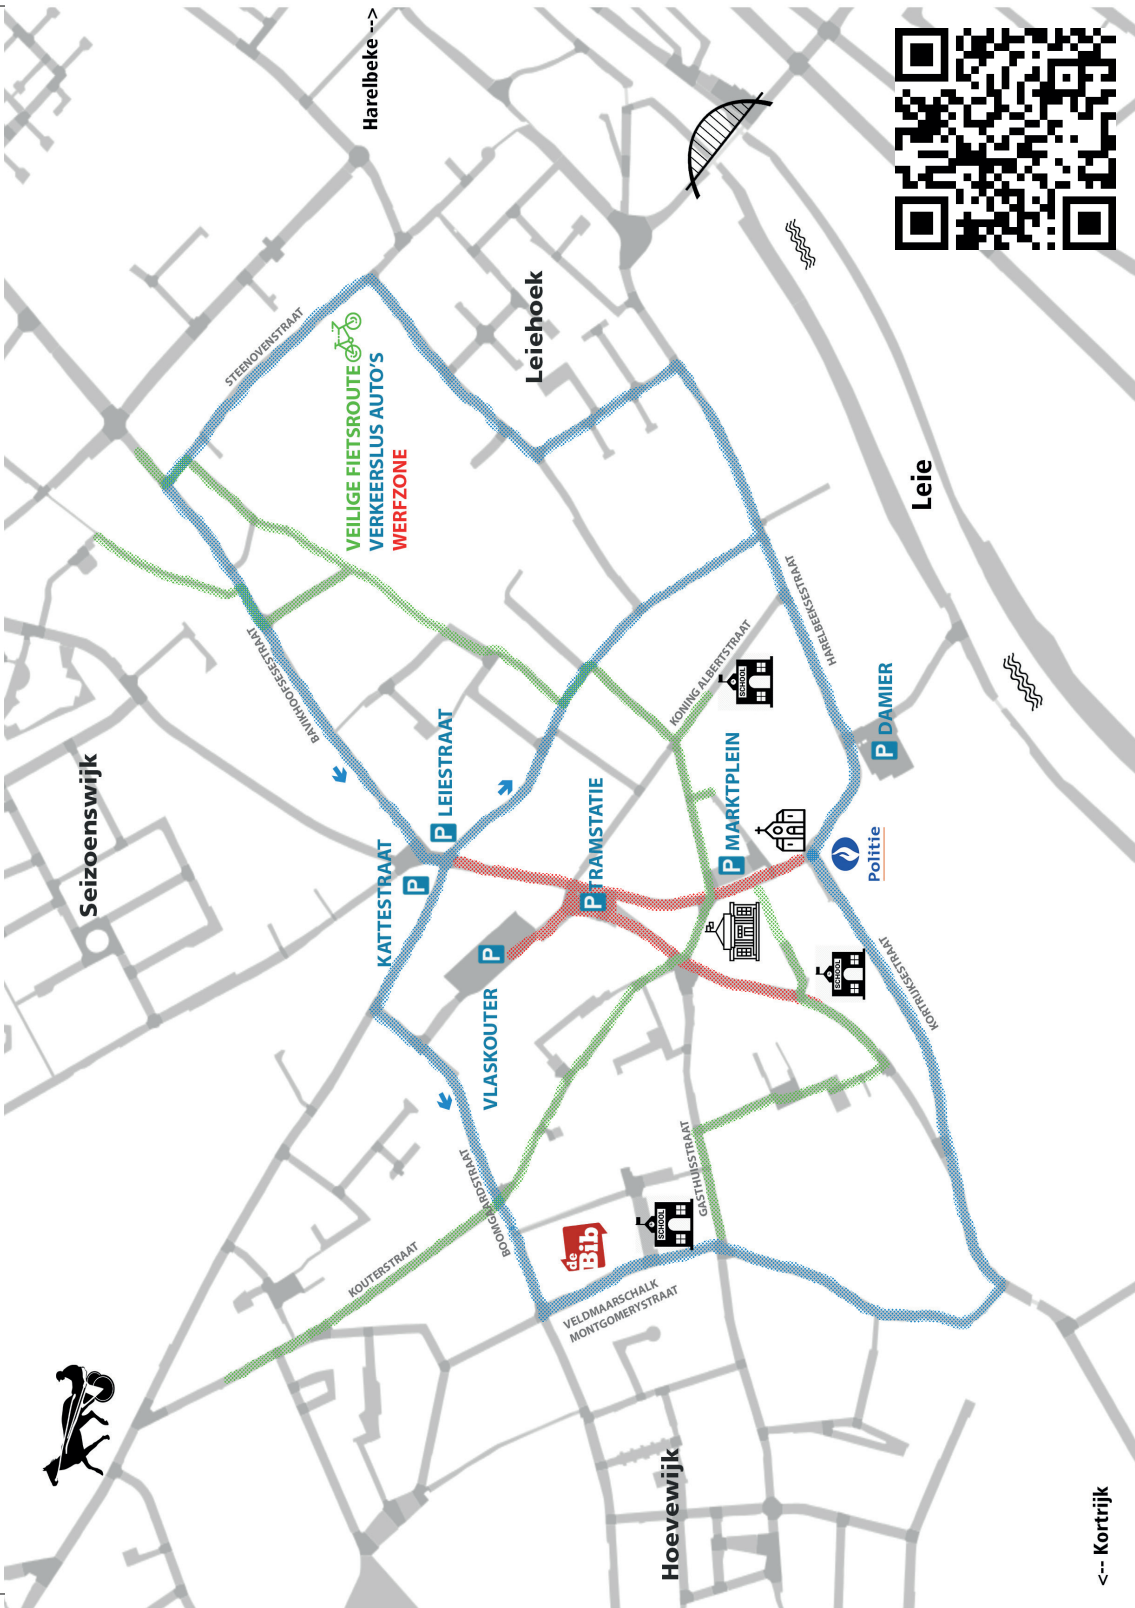 Harelbeke -->
STEENOVENSTRAAT
Leiehoek
VEILIGE FIETSROUTE
VERKEERSLUS AUTO'S
WERFZONE
Leie
BAVIKHOOFSESTRAAT
HARELBEEKSESTRAAT
KONING ALBERTSTRAAT
SCHOOL
Seizoenswijk
P LEIESTRAAT
KATTESTRAAT
P
P TRAMSTATIE
P MARKTPLEIN
P DAMIER
Politie
P
VLASKOUTER
SCHOOL
KORTRIJKSESTRAAT
BOOMGAARDSTRAAT
GASTHUISSTRAAT
KOUTERSTRAAT
de
Bib
SCHOOL
VELDMAARSCHALK
MONTGOMERYSTRAAT
Hoevewijk
<-- Kortrijk